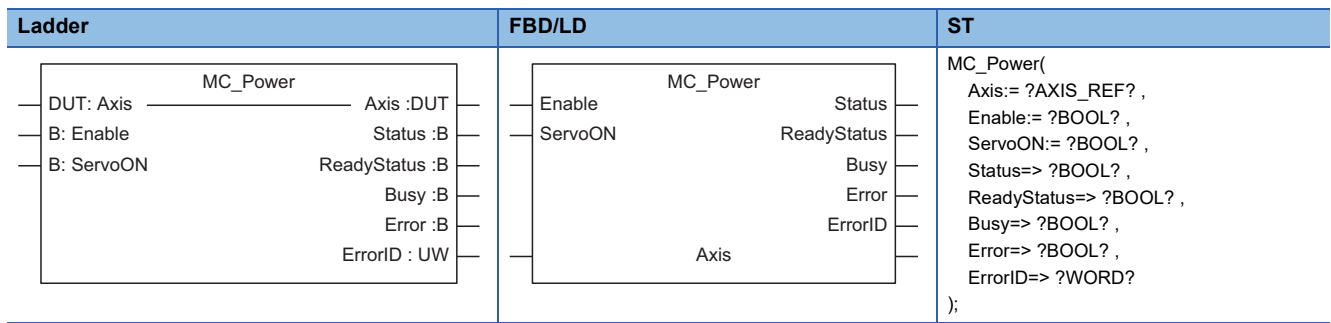 Ladder
FBD/LD
ST
MC_Power
DUT: Axis
Axis :DUT
B: Enable
Status :B
B: ServoON
ReadyStatus :B
Busy :B
Error :B
ErrorID : UW
MC_Power
Enable
Status
ServoON
ReadyStatus
Busy
Error
ErrorID
Axis
MC_Power(
Axis:= ?AXIS_REF? ,
Enable:= ?BOOL? ,
ServoON:= ?BOOL? ,
Status=> ?BOOL? ,
ReadyStatus=> ?BOOL? ,
Busy=> ?BOOL? ,
Error=> ?BOOL? ,
ErrorID=> ?WORD?
);